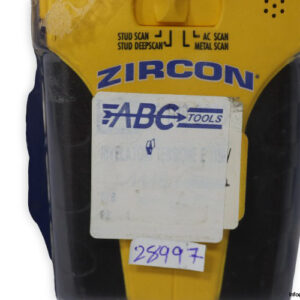 STUD SCAN AC SCAN
STUD DEEPSCAN METAL SCAN
ZIRCON®
ABC TOOLS
28997